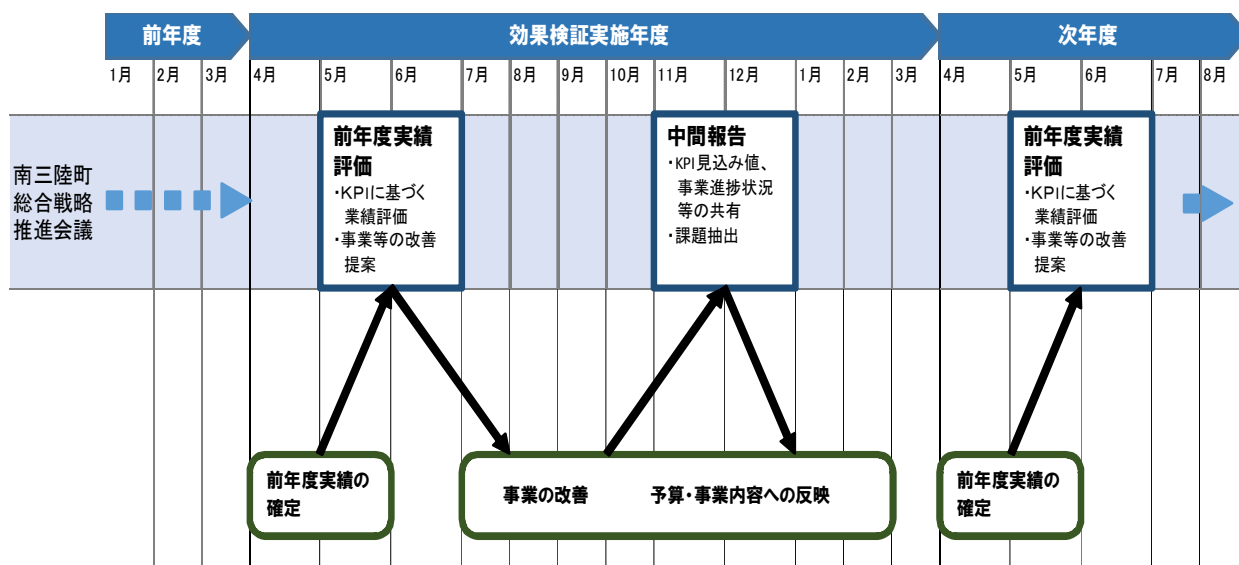 前年度
効果検証実施年度
次年度
1月 2月 3月 4月 5月 6月 7月 8月 9月 10月 11月 12月 1月 2月 3月 4月 5月 6月 7月 8月
南三陸町
総合戦略
推進会議
前年度実績
評価
・KPIに基づく
業績評価
・事業等の改善
提案
中間報告
・KPI見込み値、
事業進捗状況
等の共有
・課題抽出
前年度実績
評価
・KPIに基づく
業績評価
・事業等の改善
提案
前年度実績の
確定
事業の改善
予算・事業内容への反映
前年度実績の
確定